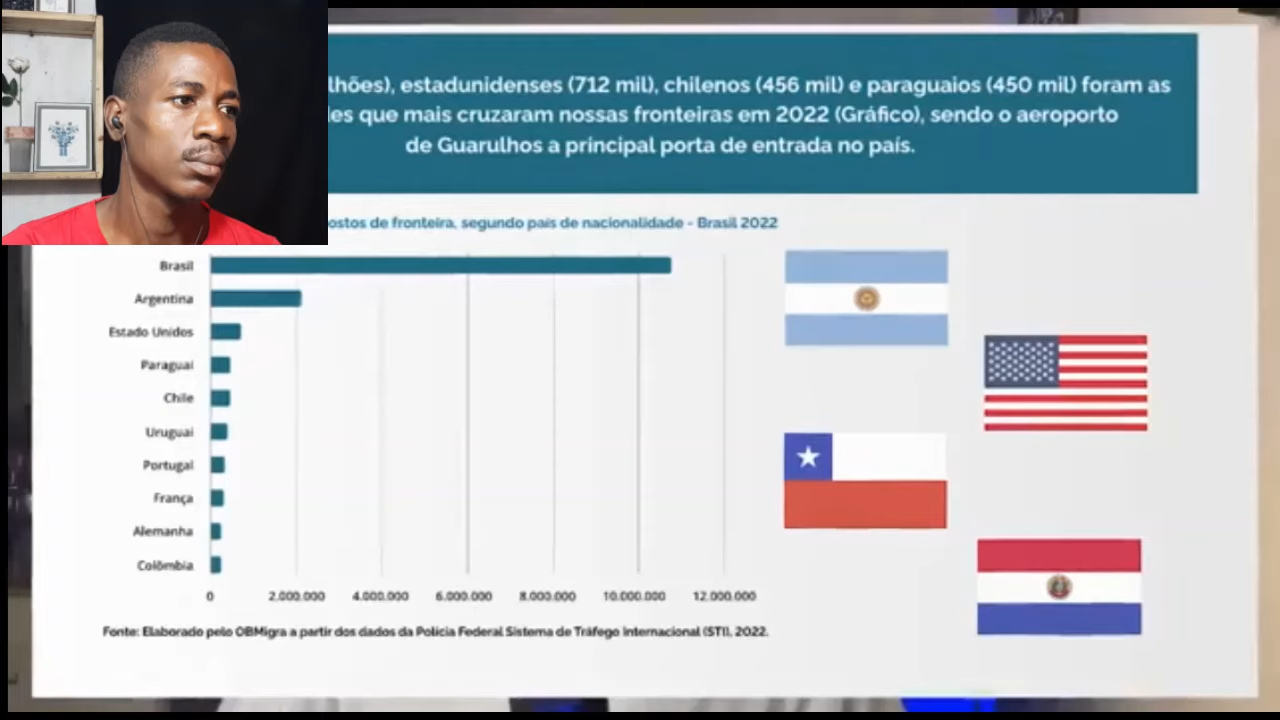 lhões), estadunidenses (712 mil), chilenos (456 mil) e paraguaios (450 mil) foram as
es que mais cruzaram nossas fronteiras em 2022 (Gráfico), sendo o aeroporto
de Guarulhos a principal porta de entrada no país.
ostos de fronteira, segundo país de nacionalidade - Brasil 2022
Brasil
Argentina
Estado Unidos
Paraguai
Chile
Uruguai
Portugal
França
Alemanha
Colômbia
0 2.000.000 4.000.000 6.000.000 8.000.000 10.000.000 12.000.000
Fonte: Elaborado pelo OBMigra a partir dos dados da Polícia Federal Sistema de Tráfego Internacional (STI), 2022.